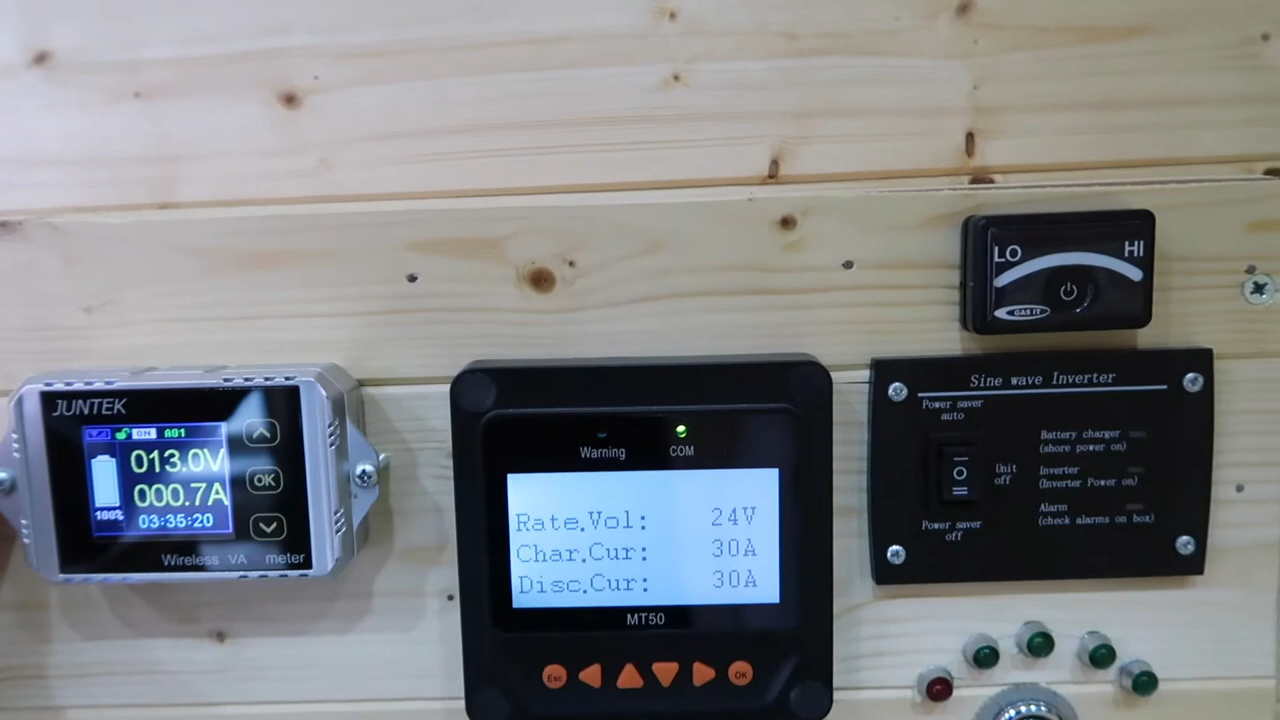 JUNTEK
ON A01
013.0V
000.7A
100%
03:35:20
OK
Wireless VA meter
Warning COM
Rate.Vol: 24V
Char.Cur: 30A
Disc.Cur: 30A
MT50
Esc
OK
LO HI
GAS IT
Sine wave Inverter
Power saver
auto
Unit
off
Power saver
off
Battery charger
(shore power on)
Inverter
(Inverter Power on)
Alarm
(check alarms on box)